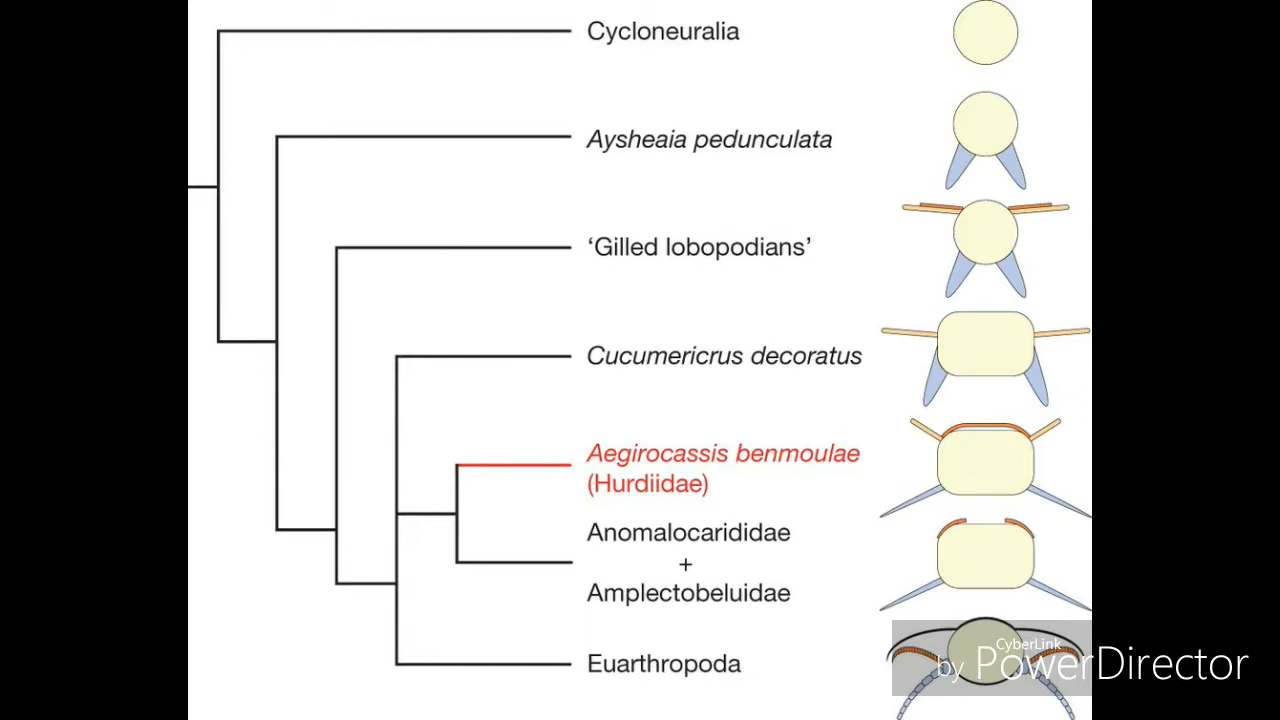 Cycloneuralia
Aysheaia pedunculata
‘Gilled lobopodians’
Cucumericrus decoratus
Aegirocassis benmoulae
(Hurdiidae)
Anomalocarididae
+
Amplectobeluidae
Euarthropoda
CyberLink
by PowerDirector